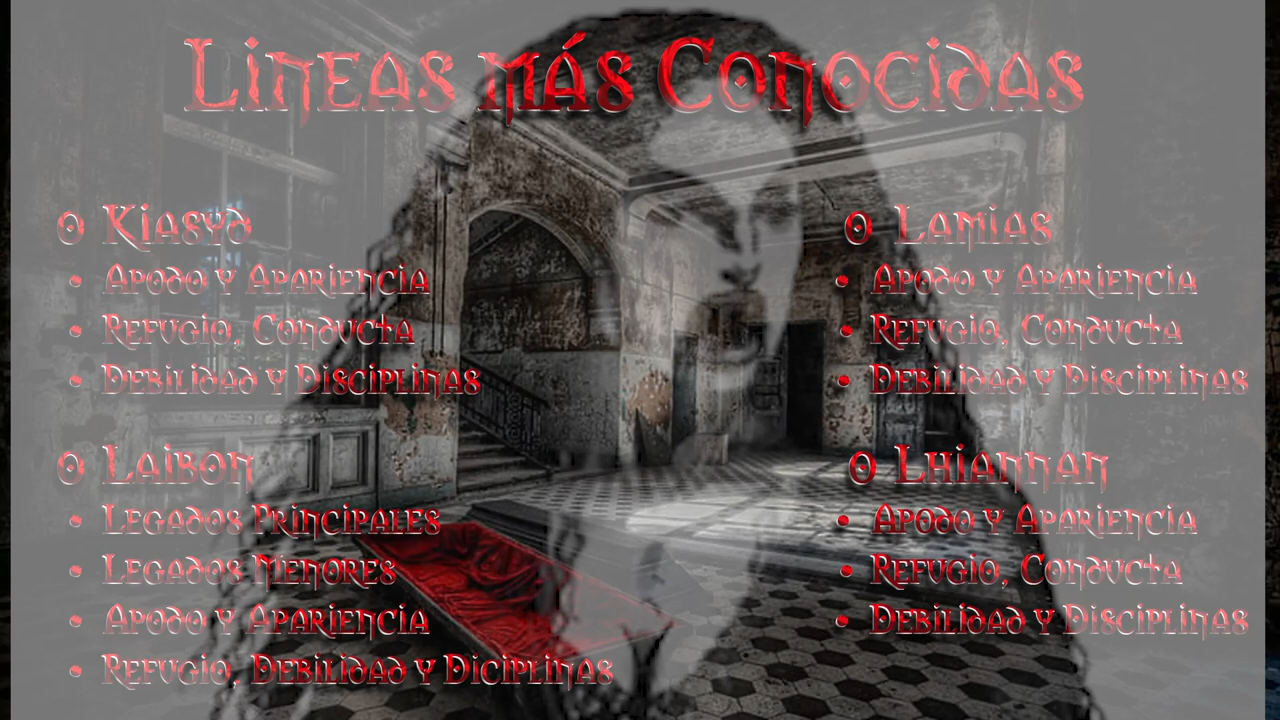 Lineas más Conocidas
o Kiasyd
• Apodo y Apariencia
• Refugio, Conducta
• Debilidad y Disciplinas
o Laibon
• Legados Principales
• Legados Menores
• Apodo y Apariencia
• Refugio, Debilidad y Diciplinas
o Lamias
• Apodo y Apariencia
• Refugio, Conducta
• Debilidad y Disciplinas
o Lhiannan
• Apodo y Apariencia
• Refugio, Conducta
• Debilidad y Disciplinas